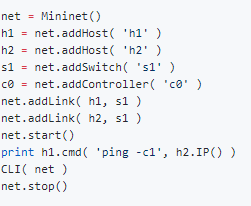 net = Mininet()
h1 = net.addHost( 'h1' )
h2 = net.addHost( 'h2' )
s1 = net.addSwitch( 's1' )
c0 = net.addController( 'c0' )
net.addLink( h1, s1 )
net.addLink( h2, s1 )
net.start()
print h1.cmd( 'ping -c1', h2.IP() )
CLI( net )
net.stop()